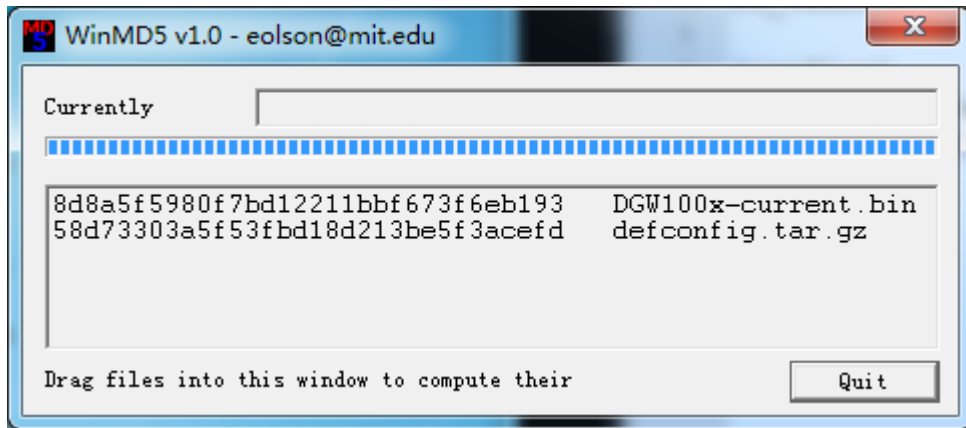 MD5
WinMD5 v1.0 - eolson@mit.edu
Currently
8d8a5f5980f7bd12211bbf673f6eb193 DGW100x-current.bin
58d73303a5f53fbd18d213be5f3acefd defconfig.tar.gz
Drag files into this window to compute their
Quit